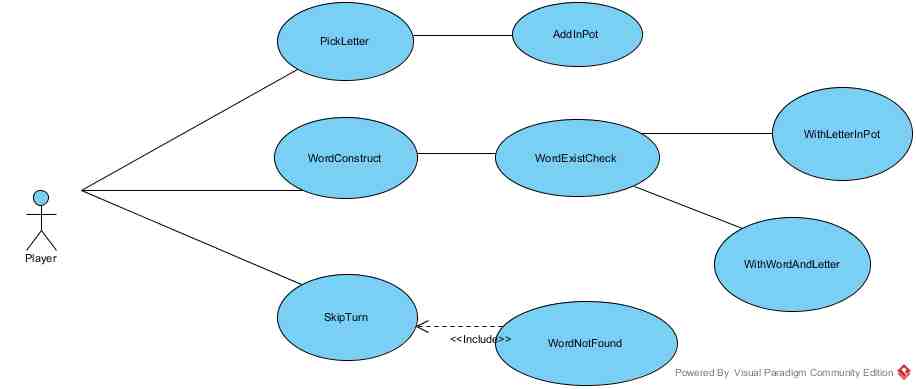 PickLetter
AddInPot
WordConstruct
WordExistCheck
WithLetterInPot
Player
WithWordAndLetter
SkipTurn
<<Include>>
WordNotFound
Powered By Visual Paradigm Community Edition